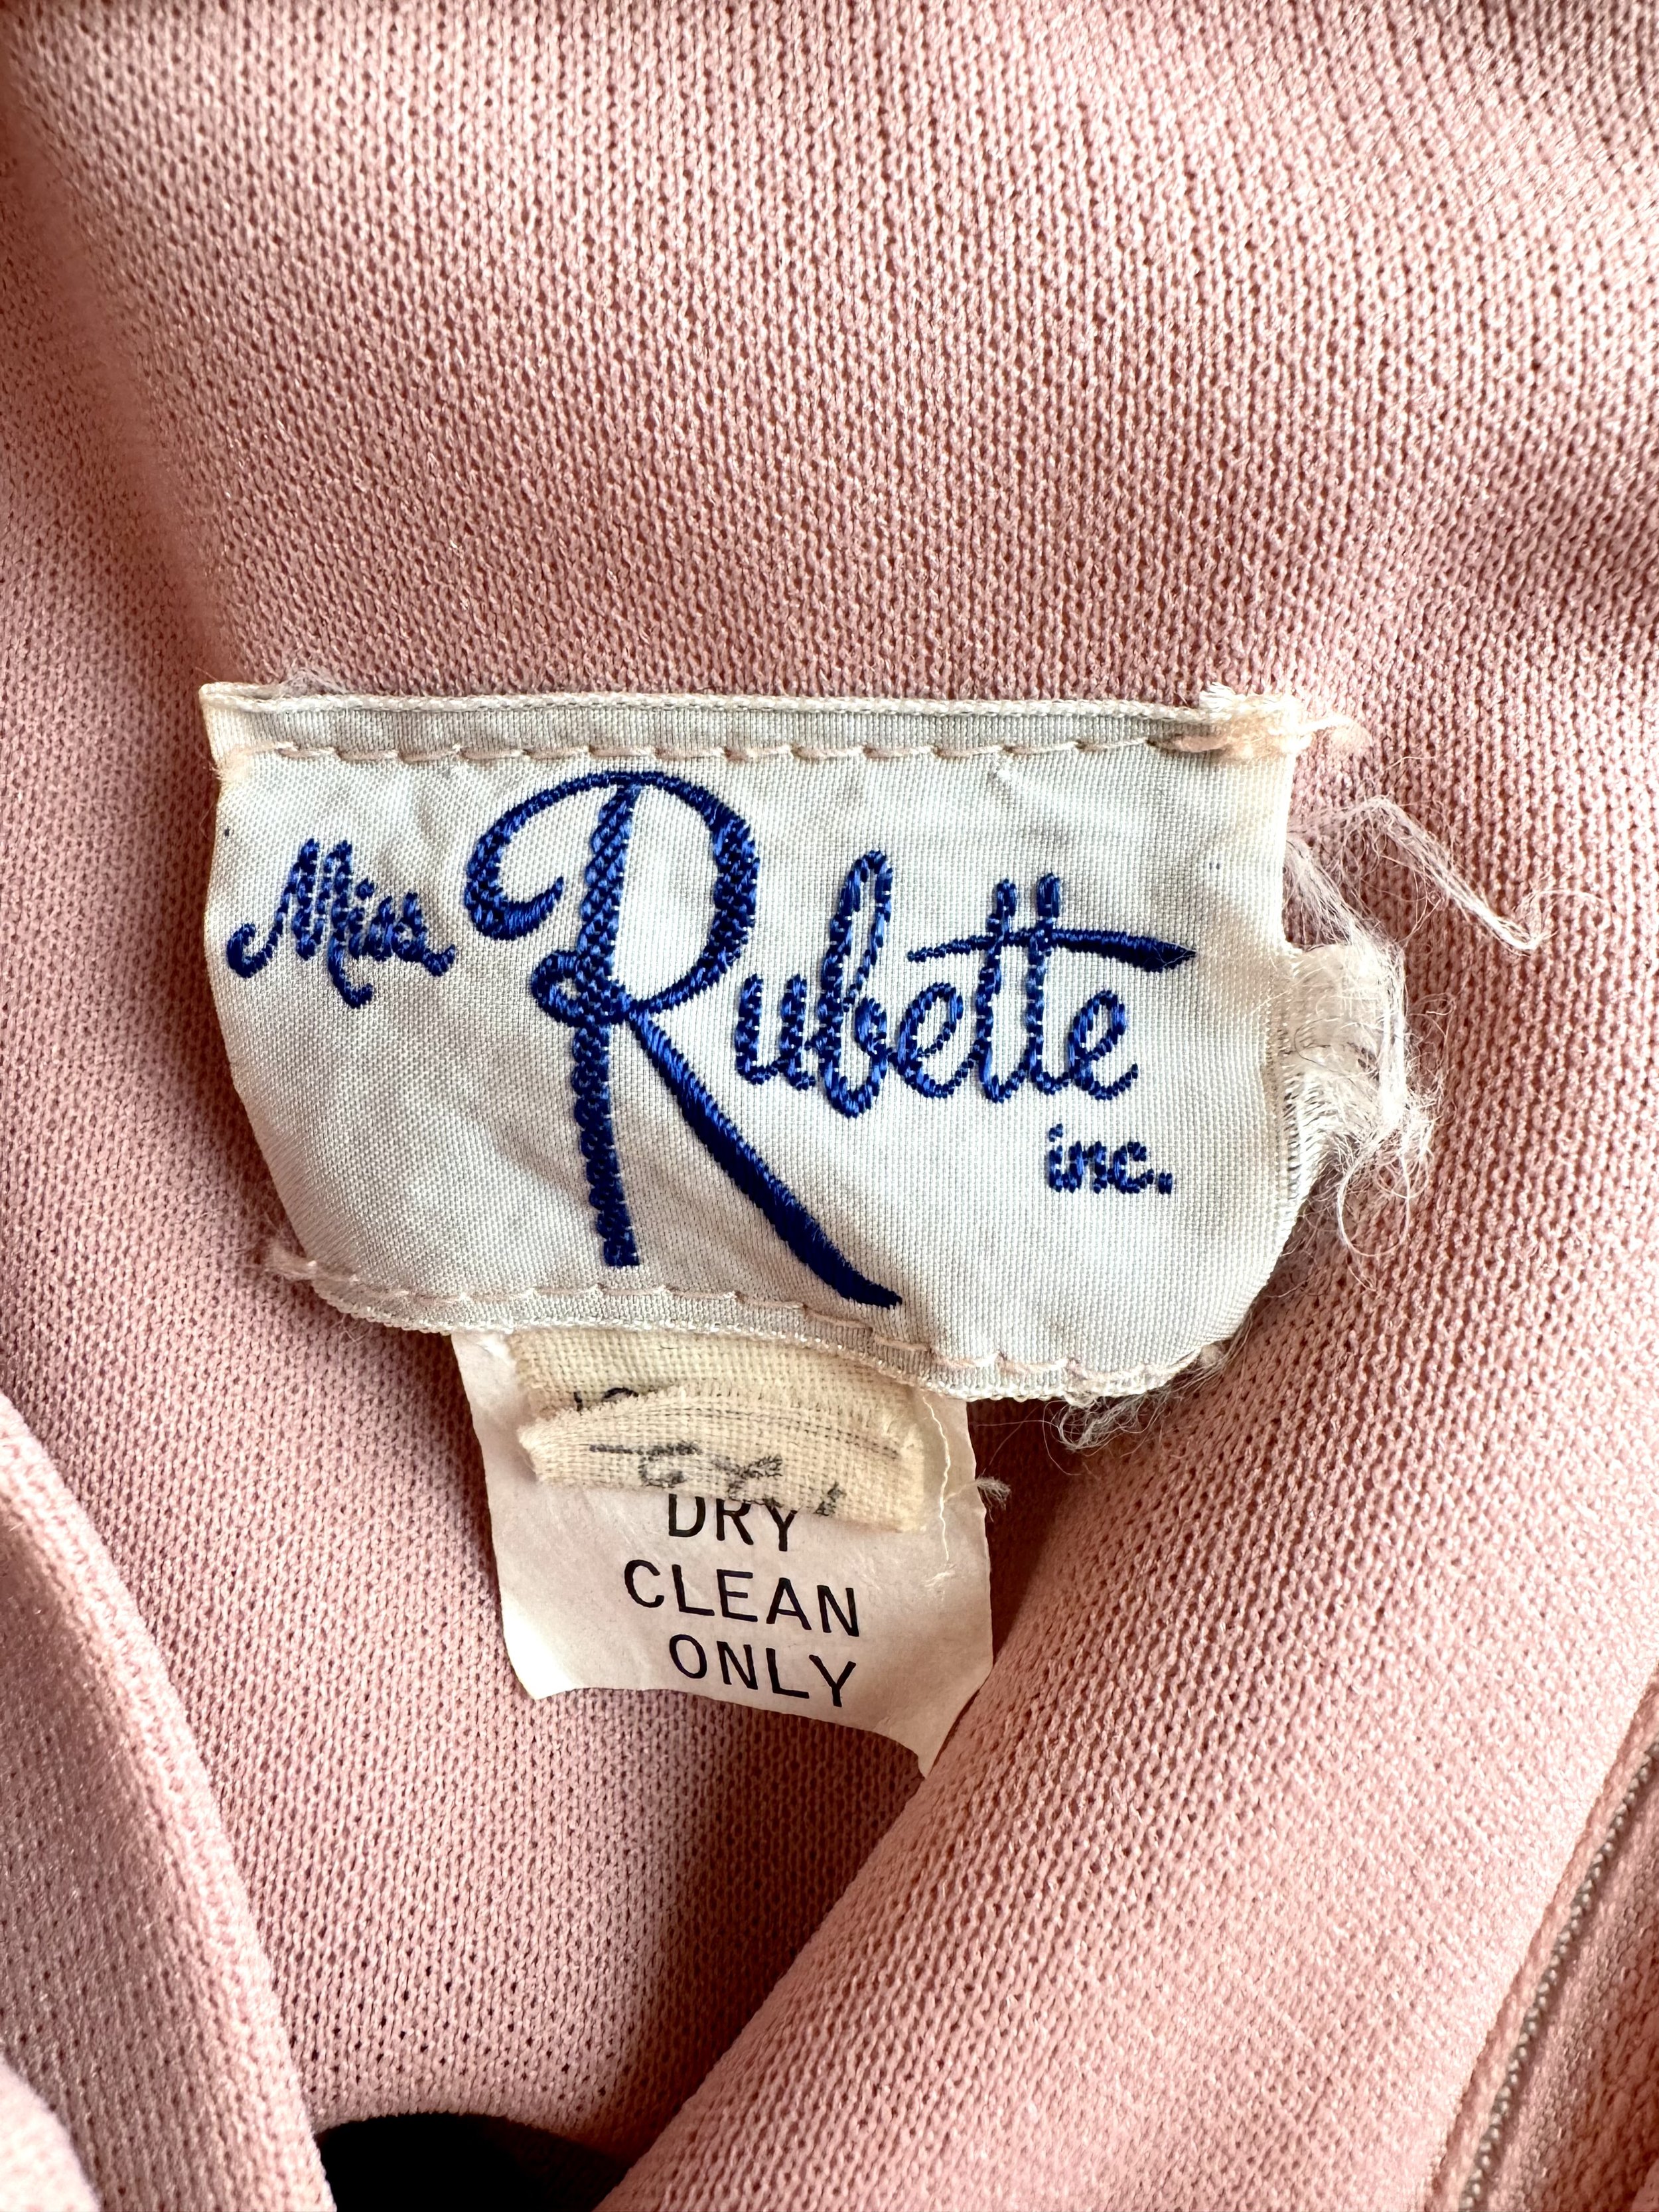 Miss Rubette
inc.
DRY
CLEAN
ONLY